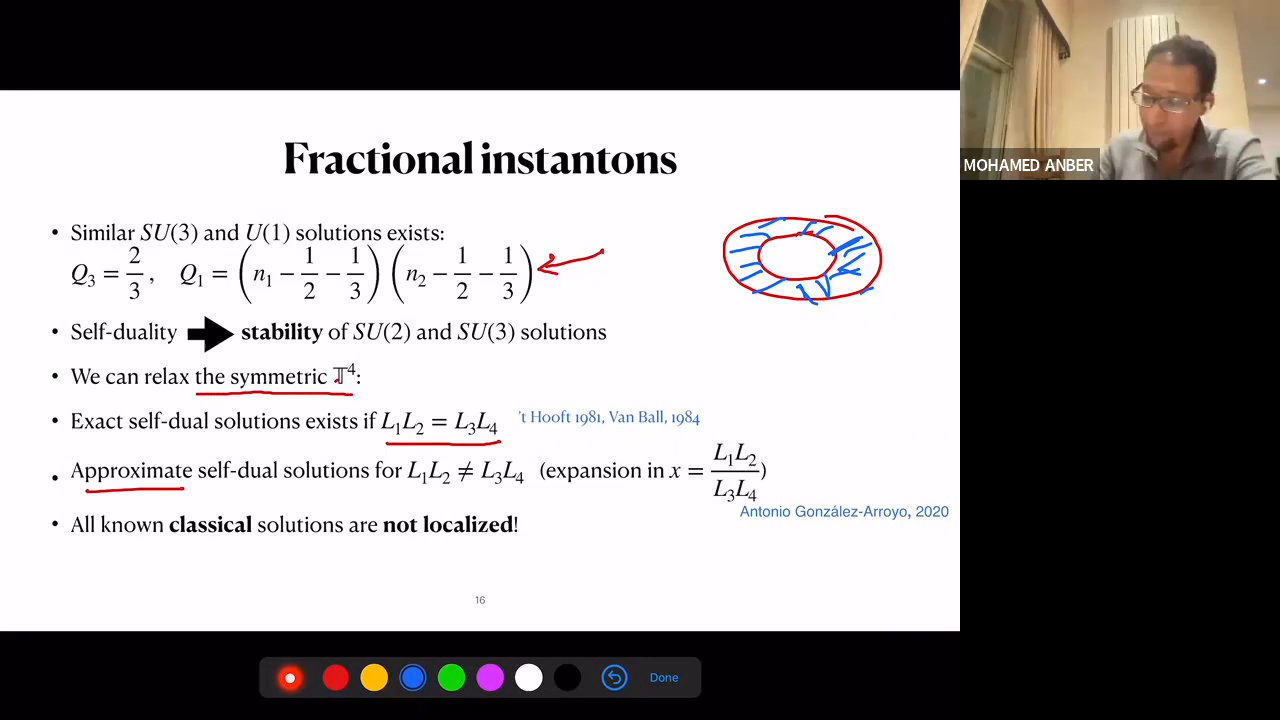 Fractional instantons
• Similar SU(3) and U(1) solutions exists:
Q₃ = 2/3 , Q₁ = (n₁ − 1/2 − 1/3) (n₂ − 1/2 − 1/3)
• Self-duality ➡ stability of SU(2) and SU(3) solutions
• We can relax the symmetric 𝕋⁴:
• Exact self-dual solutions exists if L₁L₂ = L₃L₄ 't Hooft 1981, Van Ball, 1984
• Approximate self-dual solutions for L₁L₂ ≠ L₃L₄ (expansion in x = L₁L₂/L₃L₄)
Antonio González-Arroyo, 2020
• All known classical solutions are not localized!
16
Done
MOHAMED ANBER